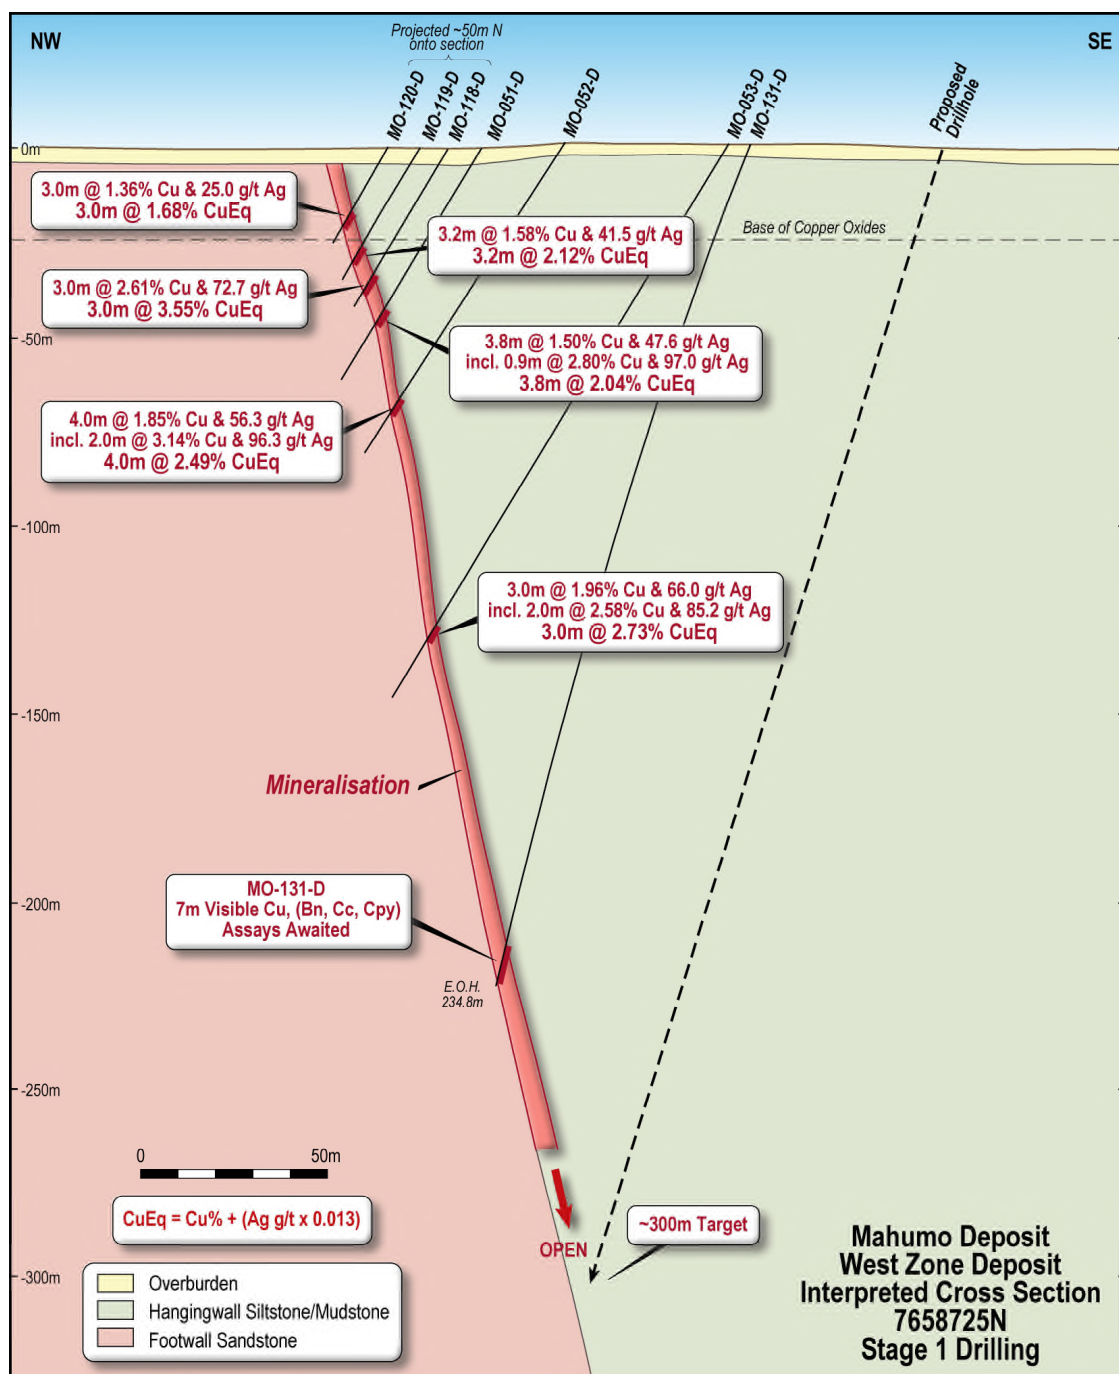 NW
Projected ~50m N
onto section
SE
MO-120-D
MO-119-D
MO-118-D
MO-051-D
MO-052-D
MO-053-D
MO-131-D
Proposed
Drillhole
0m
3.0m @ 1.36% Cu & 25.0 g/t Ag
3.0m @ 1.68% CuEq
3.2m @ 1.58% Cu & 41.5 g/t Ag
3.2m @ 2.12% CuEq
Base of Copper Oxides
3.0m @ 2.61% Cu & 72.7 g/t Ag
3.0m @ 3.55% CuEq
-50m
3.8m @ 1.50% Cu & 47.6 g/t Ag
incl. 0.9m @ 2.80% Cu & 97.0 g/t Ag
3.8m @ 2.04% CuEq
4.0m @ 1.85% Cu & 56.3 g/t Ag
incl. 2.0m @ 3.14% Cu & 96.3 g/t Ag
4.0m @ 2.49% CuEq
-100m
3.0m @ 1.96% Cu & 66.0 g/t Ag
incl. 2.0m @ 2.58% Cu & 85.2 g/t Ag
3.0m @ 2.73% CuEq
-150m
Mineralisation
MO-131-D
7m Visible Cu, (Bn, Cc, Cpy)
Assays Awaited
-200m
E.O.H.
234.8m
-250m
0 50m
CuEq = Cu% + (Ag g/t x 0.013)
OPEN
~300m Target
-300m
Overburden
Hangingwall Siltstone/Mudstone
Footwall Sandstone
Mahumo Deposit
West Zone Deposit
Interpreted Cross Section
7658725N
Stage 1 Drilling